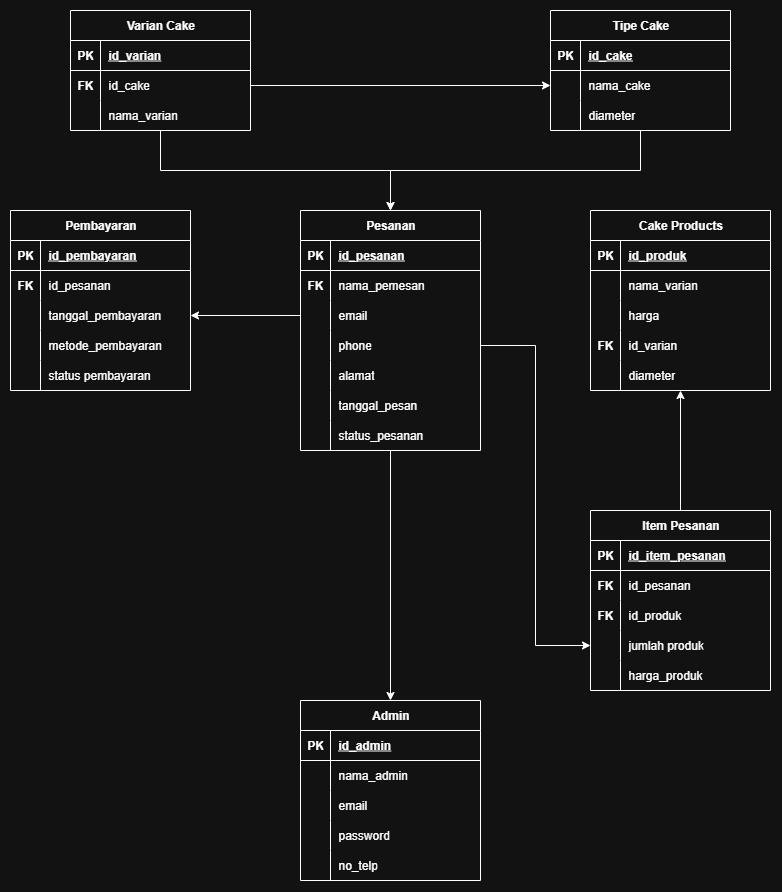 Varian Cake
PK id_varian
FK id_cake
nama_varian
Tipe Cake
PK id_cake
nama_cake
diameter
Pembayaran
PK id_pembayaran
FK id_pesanan
tanggal_pembayaran
metode_pembayaran
status pembayaran
Pesanan
PK id_pesanan
FK nama_pemesan
email
phone
alamat
tanggal_pesan
status_pesanan
Cake Products
PK id_produk
nama_varian
harga
FK id_varian
diameter
Item Pesanan
PK id_item_pesanan
FK id_pesanan
FK id_produk
jumlah produk
harga_produk
Admin
PK id_admin
nama_admin
email
password
no_telp